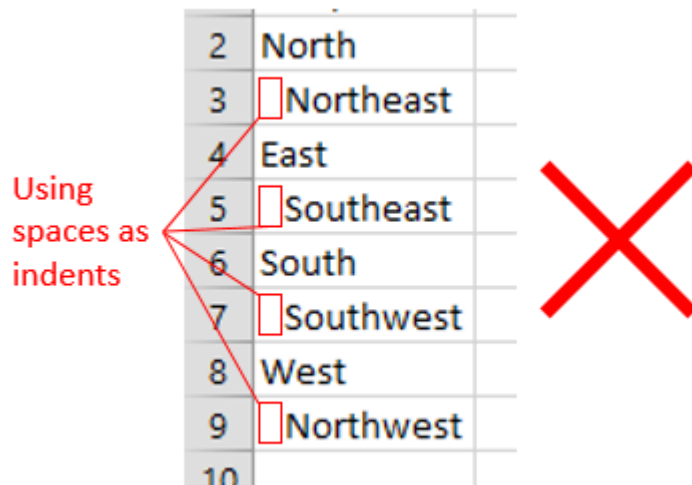 2 North
3 Northeast
4 East
5 Southeast
6 South
7 Southwest
8 West
9 Northwest
10
Using
spaces as
indents